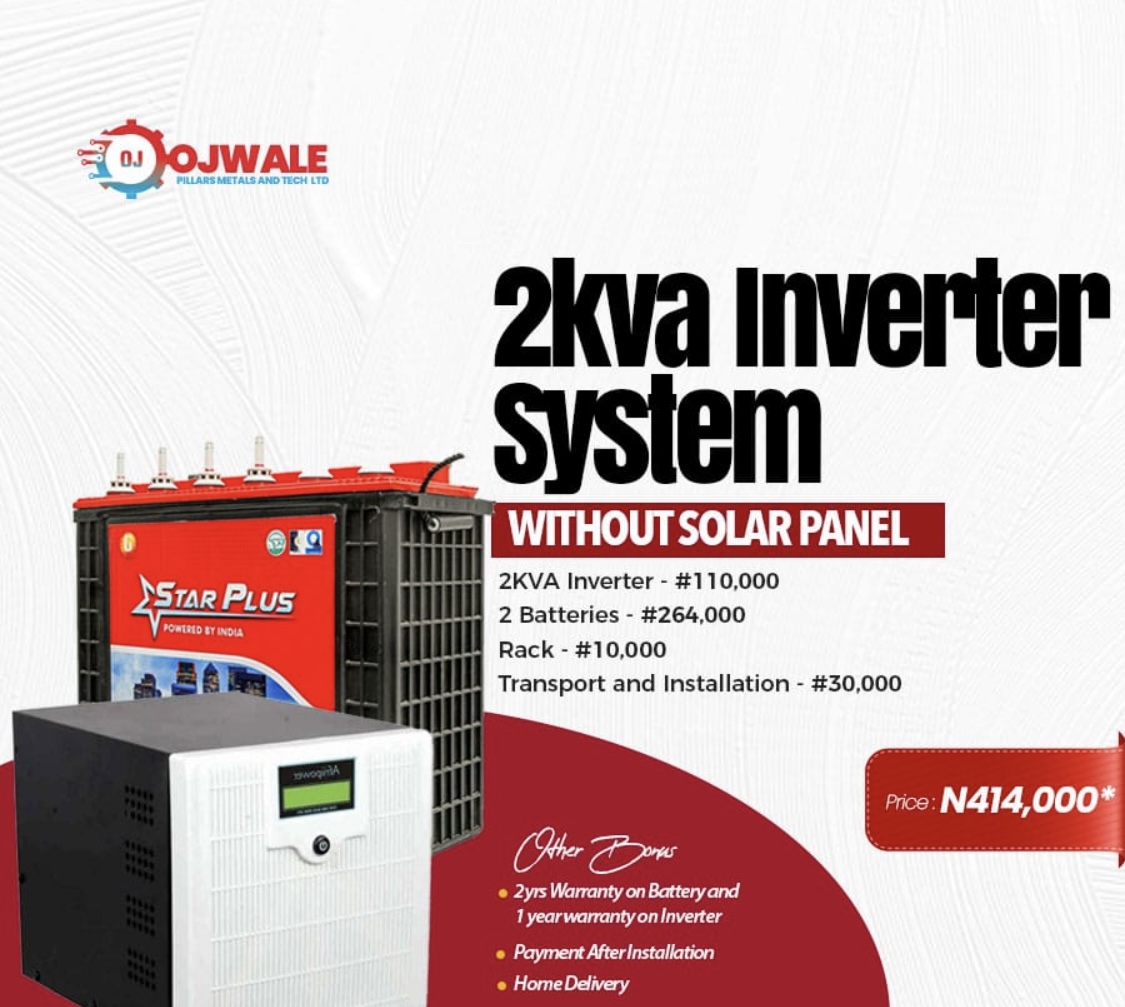 OJ OJWALE
PILLARS METALS AND TECH LTD
2kva Inverter
System
WITHOUT SOLAR PANEL
2KVA Inverter - #110,000
2 Batteries - #264,000
Rack - #10,000
Transport and Installation - #30,000
STAR PLUS
POWERED BY INDIA
Afripower
Price : N414,000*
Other Bonus
2yrs Warranty on Battery and
1 year warranty on Inverter
Payment After Installation
Home Delivery